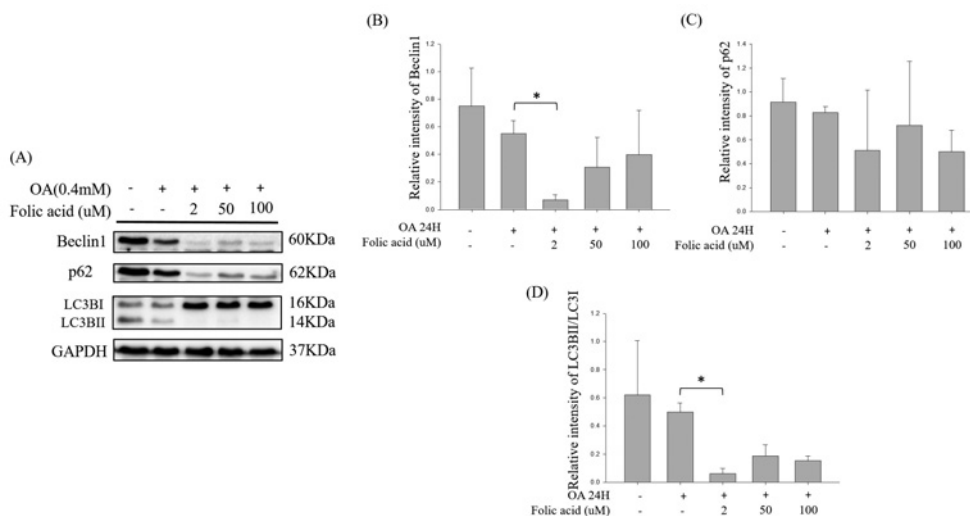 (A)
OA(0.4mM) - + + + +
Folic acid (uM) - - 2 50 100
Beclin1 60KDa
p62 62KDa
LC3BI 16KDa
LC3BII 14KDa
GAPDH 37KDa
(B)
Relative intensity of Beclin1
1.2
1.0
0.8
0.6
0.4
0.2
0.0
*
OA 24H - + + + +
Folic acid (uM) - - 2 50 100
(C)
Relative intensity of p62
1.4
1.2
1.0
0.8
0.6
0.4
0.2
0.0
OA 24H - + + + +
Folic acid (uM) - - 2 50 100
(D)
Relative intensity of LC3BII/LC3I
1.2
1.0
0.8
0.6
0.4
0.2
0.0
*
OA 24H - + + + +
Folic acid (uM) - - 2 50 100